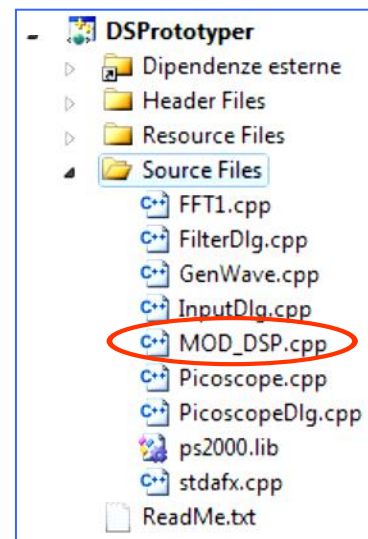 DSPrototyper
Dipendenze esterne
Header Files
Resource Files
Source Files
C++ FFT1.cpp
C++ FilterDlg.cpp
C++ GenWave.cpp
C++ InputDlg.cpp
C++ MOD_DSP.cpp
C++ Picoscope.cpp
C++ PicoscopeDlg.cpp
ps2000.lib
C++ stdafx.cpp
ReadMe.txt